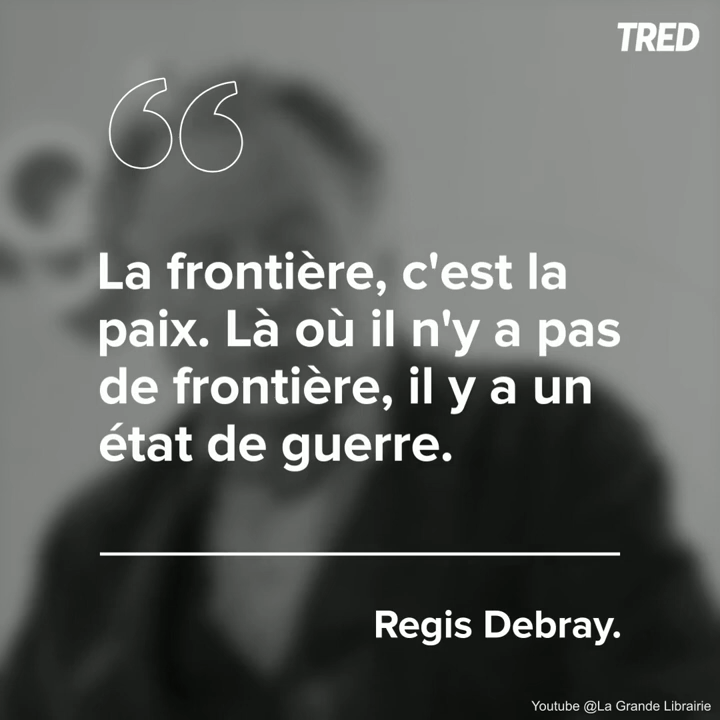 TRED
La frontière, c'est la
paix. Là où il n'y a pas
de frontière, il y a un
état de guerre.
Regis Debray.
Youtube @La Grande Librairie